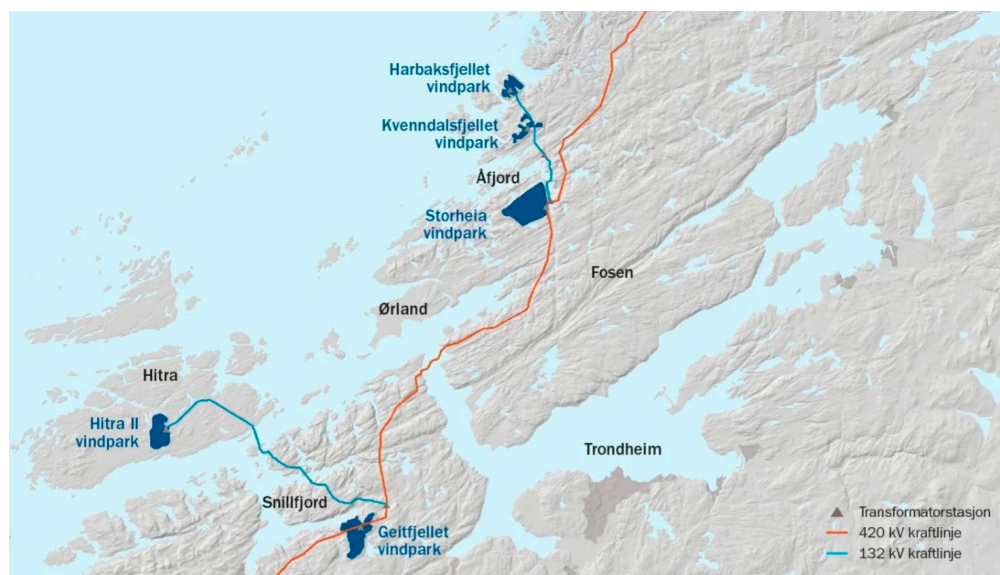 Harbaksfjellet
vindpark
Kvenndalsfjellet
vindpark
Åfjord
Storheia
vindpark
Fosen
Ørland
Hitra
Hitra II
vindpark
Trondheim
Snillfjord
Geitfjellet
vindpark
Transformatorstasjon
420 kV kraftlinje
132 kV kraftlinje